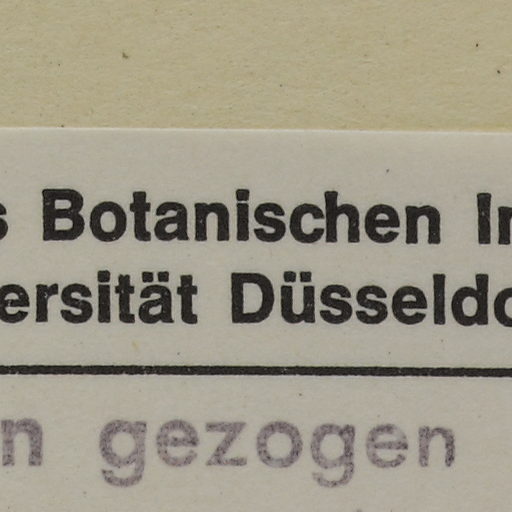 s Botanischen In
ersität Düsseldo
n gezogen